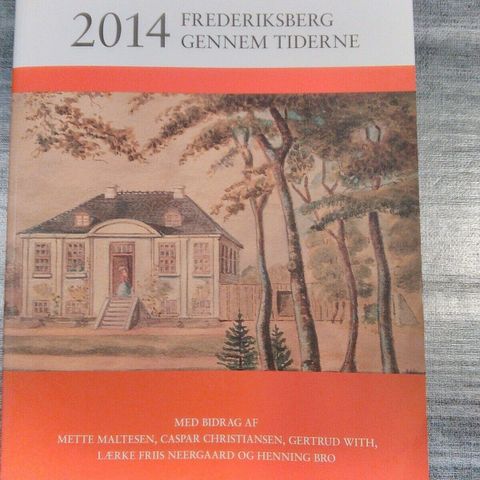 2014 FREDERIKSBERG
GENNEM TIDERNE
MED BIDRAG AF
METTE MALTESEN, CASPAR CHRISTIANSEN, GERTRUD WITH,
LÆRKE FRIIS NEERGAARD OG HENNING BRO